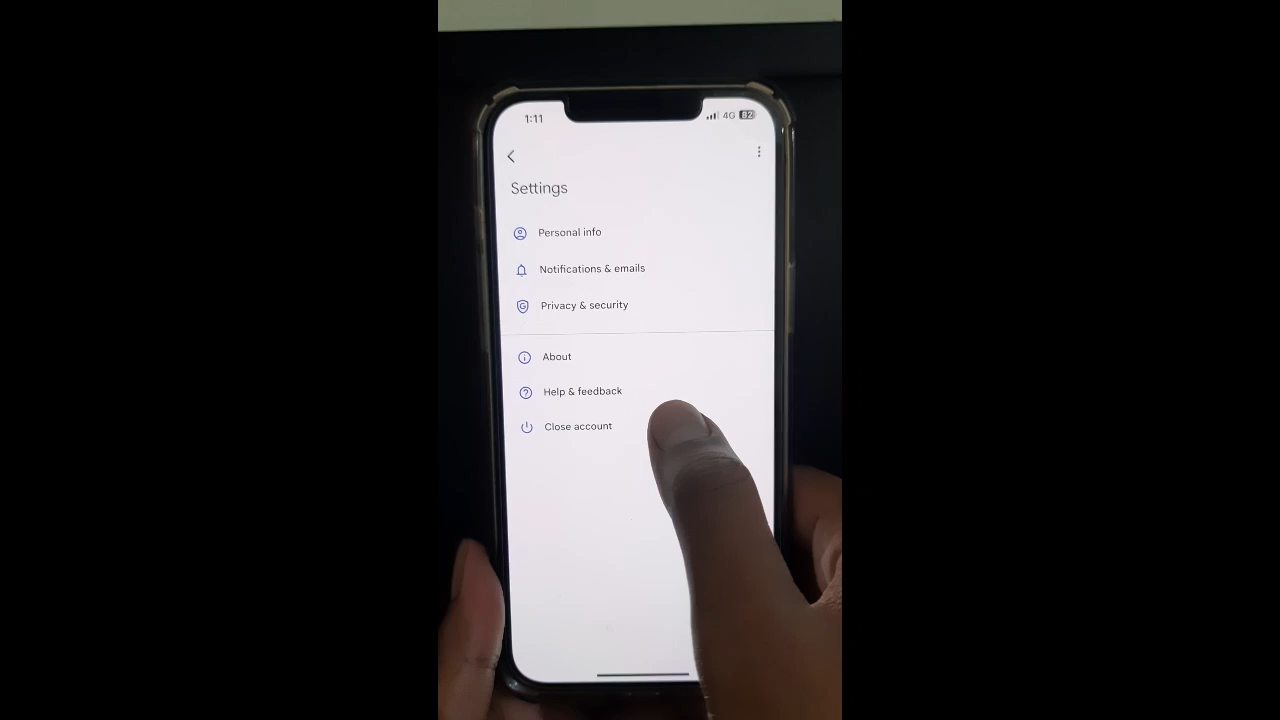 1:11
4G 82
Settings
Personal info
Notifications & emails
Privacy & security
About
Help & feedback
Close account